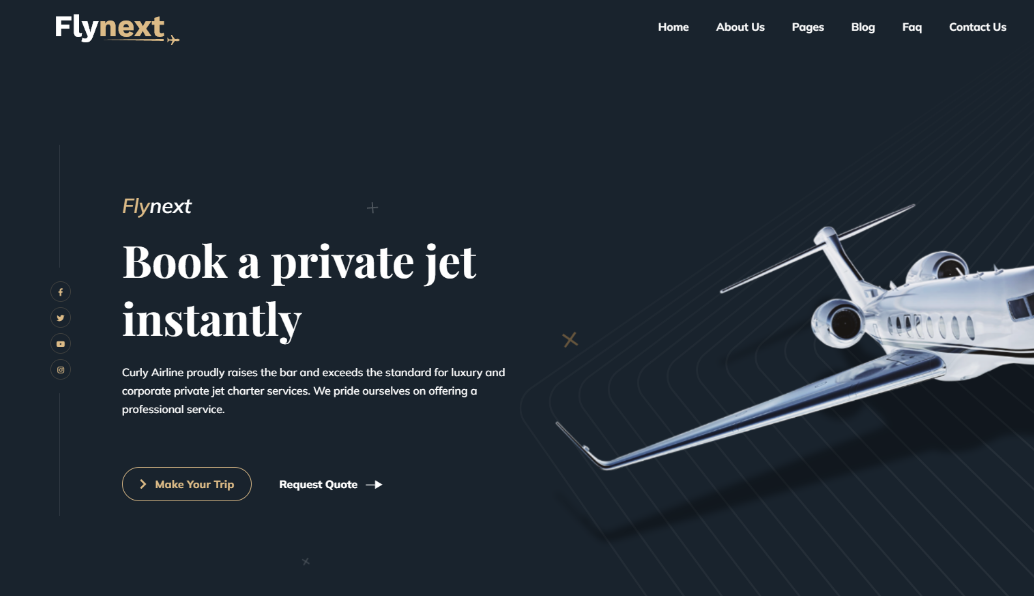 Flynext
Home About Us Pages Blog Faq Contact Us
Flynext
Book a private jet
instantly
Curly Airline proudly raises the bar and exceeds the standard for luxury and
corporate private jet charter services. We pride ourselves on offering a
professional service.
Make Your Trip
Request Quote